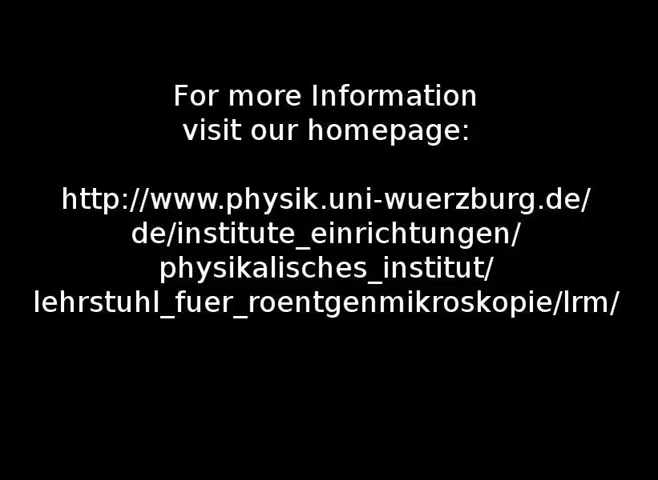 For more Information
visit our homepage:
http://www.physik.uni-wuerzburg.de/
de/institute_einrichtungen/
physikalisches_institut/
lehrstuhl_fuer_roentgenmikroskopie/lrm/